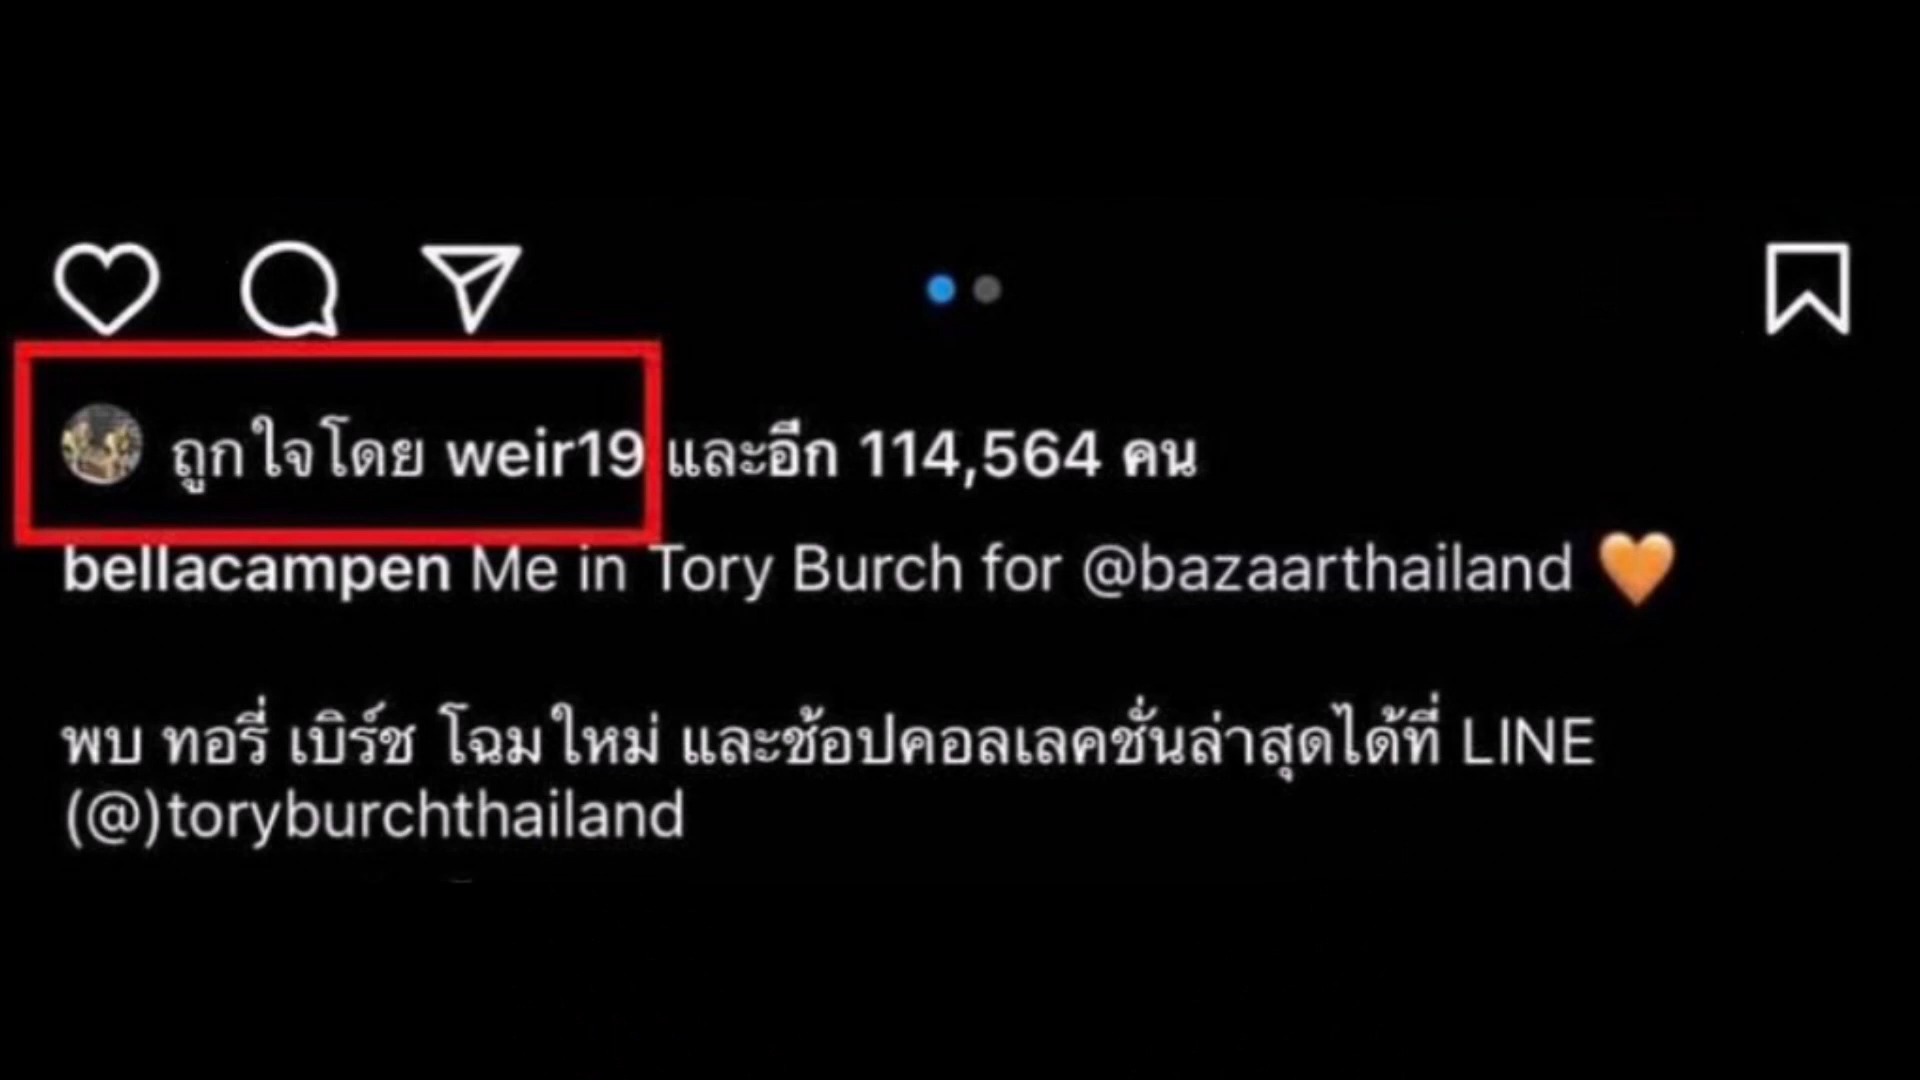 ถูกใจโดย weir19 และอีก 114,564 คน
bellacampen Me in Tory Burch for @bazaarthailand 🧡
พบ ทอรี่ เบิร์ช โฉมใหม่ และช้อปคอลเลคชั่นล่าสุดได้ที่ LINE
(@)toryburchthailand